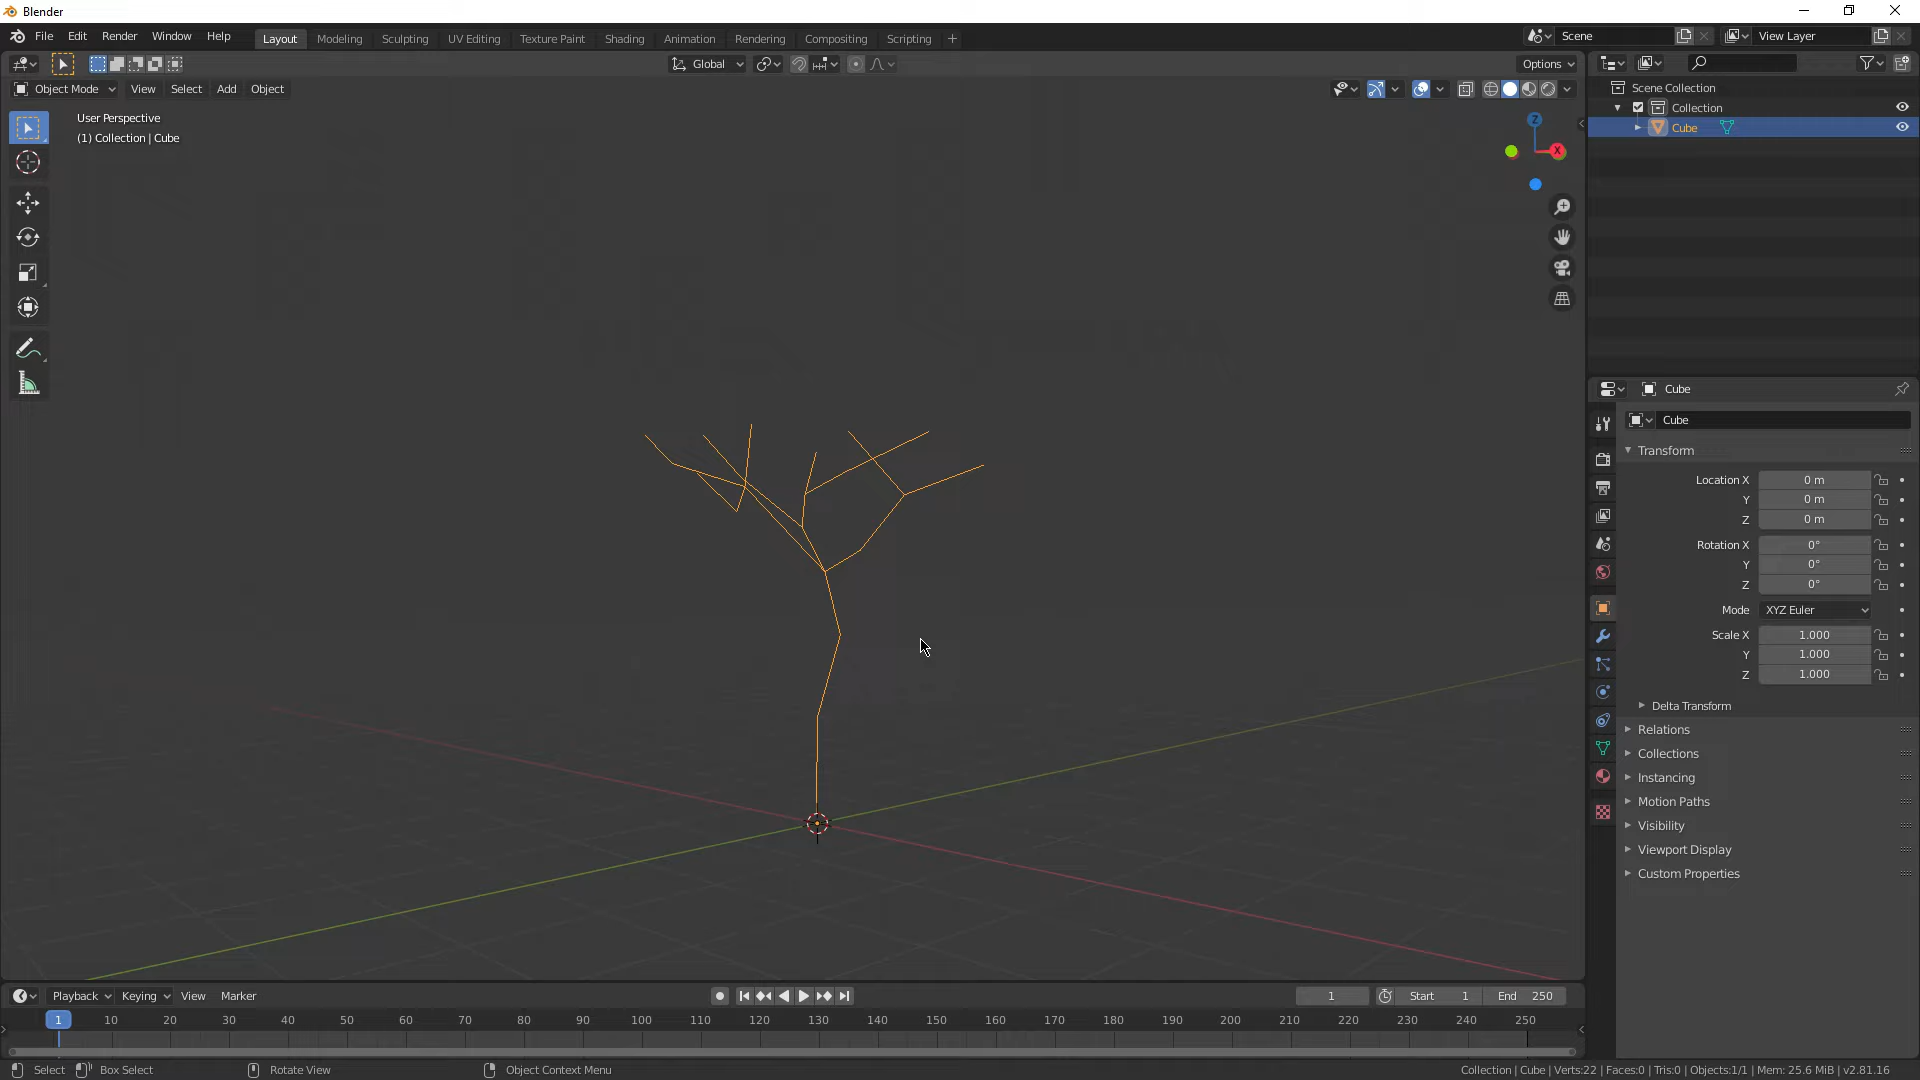 Blender
File Edit Render Window Help Layout Modeling Sculpting UV Editing Texture Paint Shading Animation Rendering Compositing Scripting + Scene View Layer
Global Options
Object Mode View Select Add Object
User Perspective
(1) Collection | Cube
Z
X
Scene Collection
Collection
Cube
Cube
Cube
Transform
Location X 0 m
Y 0 m
Z 0 m
Rotation X 0°
Y 0°
Z 0°
Mode XYZ Euler
Scale X 1.000
Y 1.000
Z 1.000
Delta Transform
Relations
Collections
Instancing
Motion Paths
Visibility
Viewport Display
Custom Properties
Playback Keying View Marker 1 Start 1 End 250
1 10 20 30 40 50 60 70 80 90 100 110 120 130 140 150 160 170 180 190 200 210 220 230 240 250
Select Box Select Rotate View Object Context Menu Collection | Cube | Verts:22 | Faces:0 | Tris:0 | Objects:1/1 | Mem: 25.6 MiB | v2.81.16